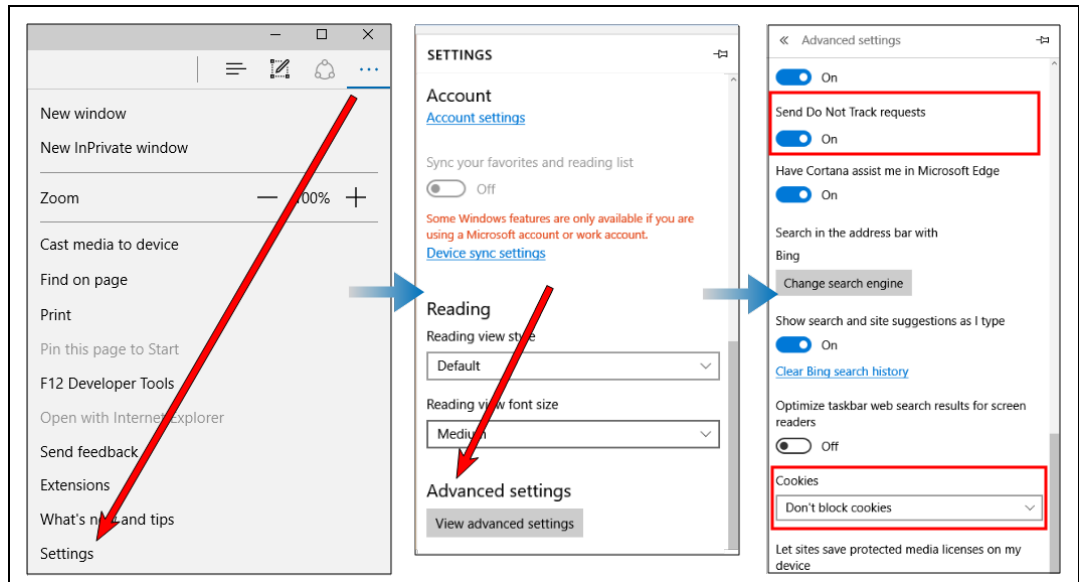 New window
New InPrivate window
Zoom — 100% +
Cast media to device
Find on page
Print
Pin this page to Start
F12 Developer Tools
Open with Internet Explorer
Send feedback
Extensions
What's new and tips
Settings
SETTINGS
Account
Account settings
Sync your favorites and reading list
Off
Some Windows features are only available if you are
using a Microsoft account or work account.
Device sync settings
Reading
Reading view style
Default
Reading view font size
Medium
Advanced settings
View advanced settings
« Advanced settings
On
Send Do Not Track requests
On
Have Cortana assist me in Microsoft Edge
On
Search in the address bar with
Bing
Change search engine
Show search and site suggestions as I type
On
Clear Bing search history
Optimize taskbar web search results for screen
readers
Off
Cookies
Don't block cookies
Let sites save protected media licenses on my
device